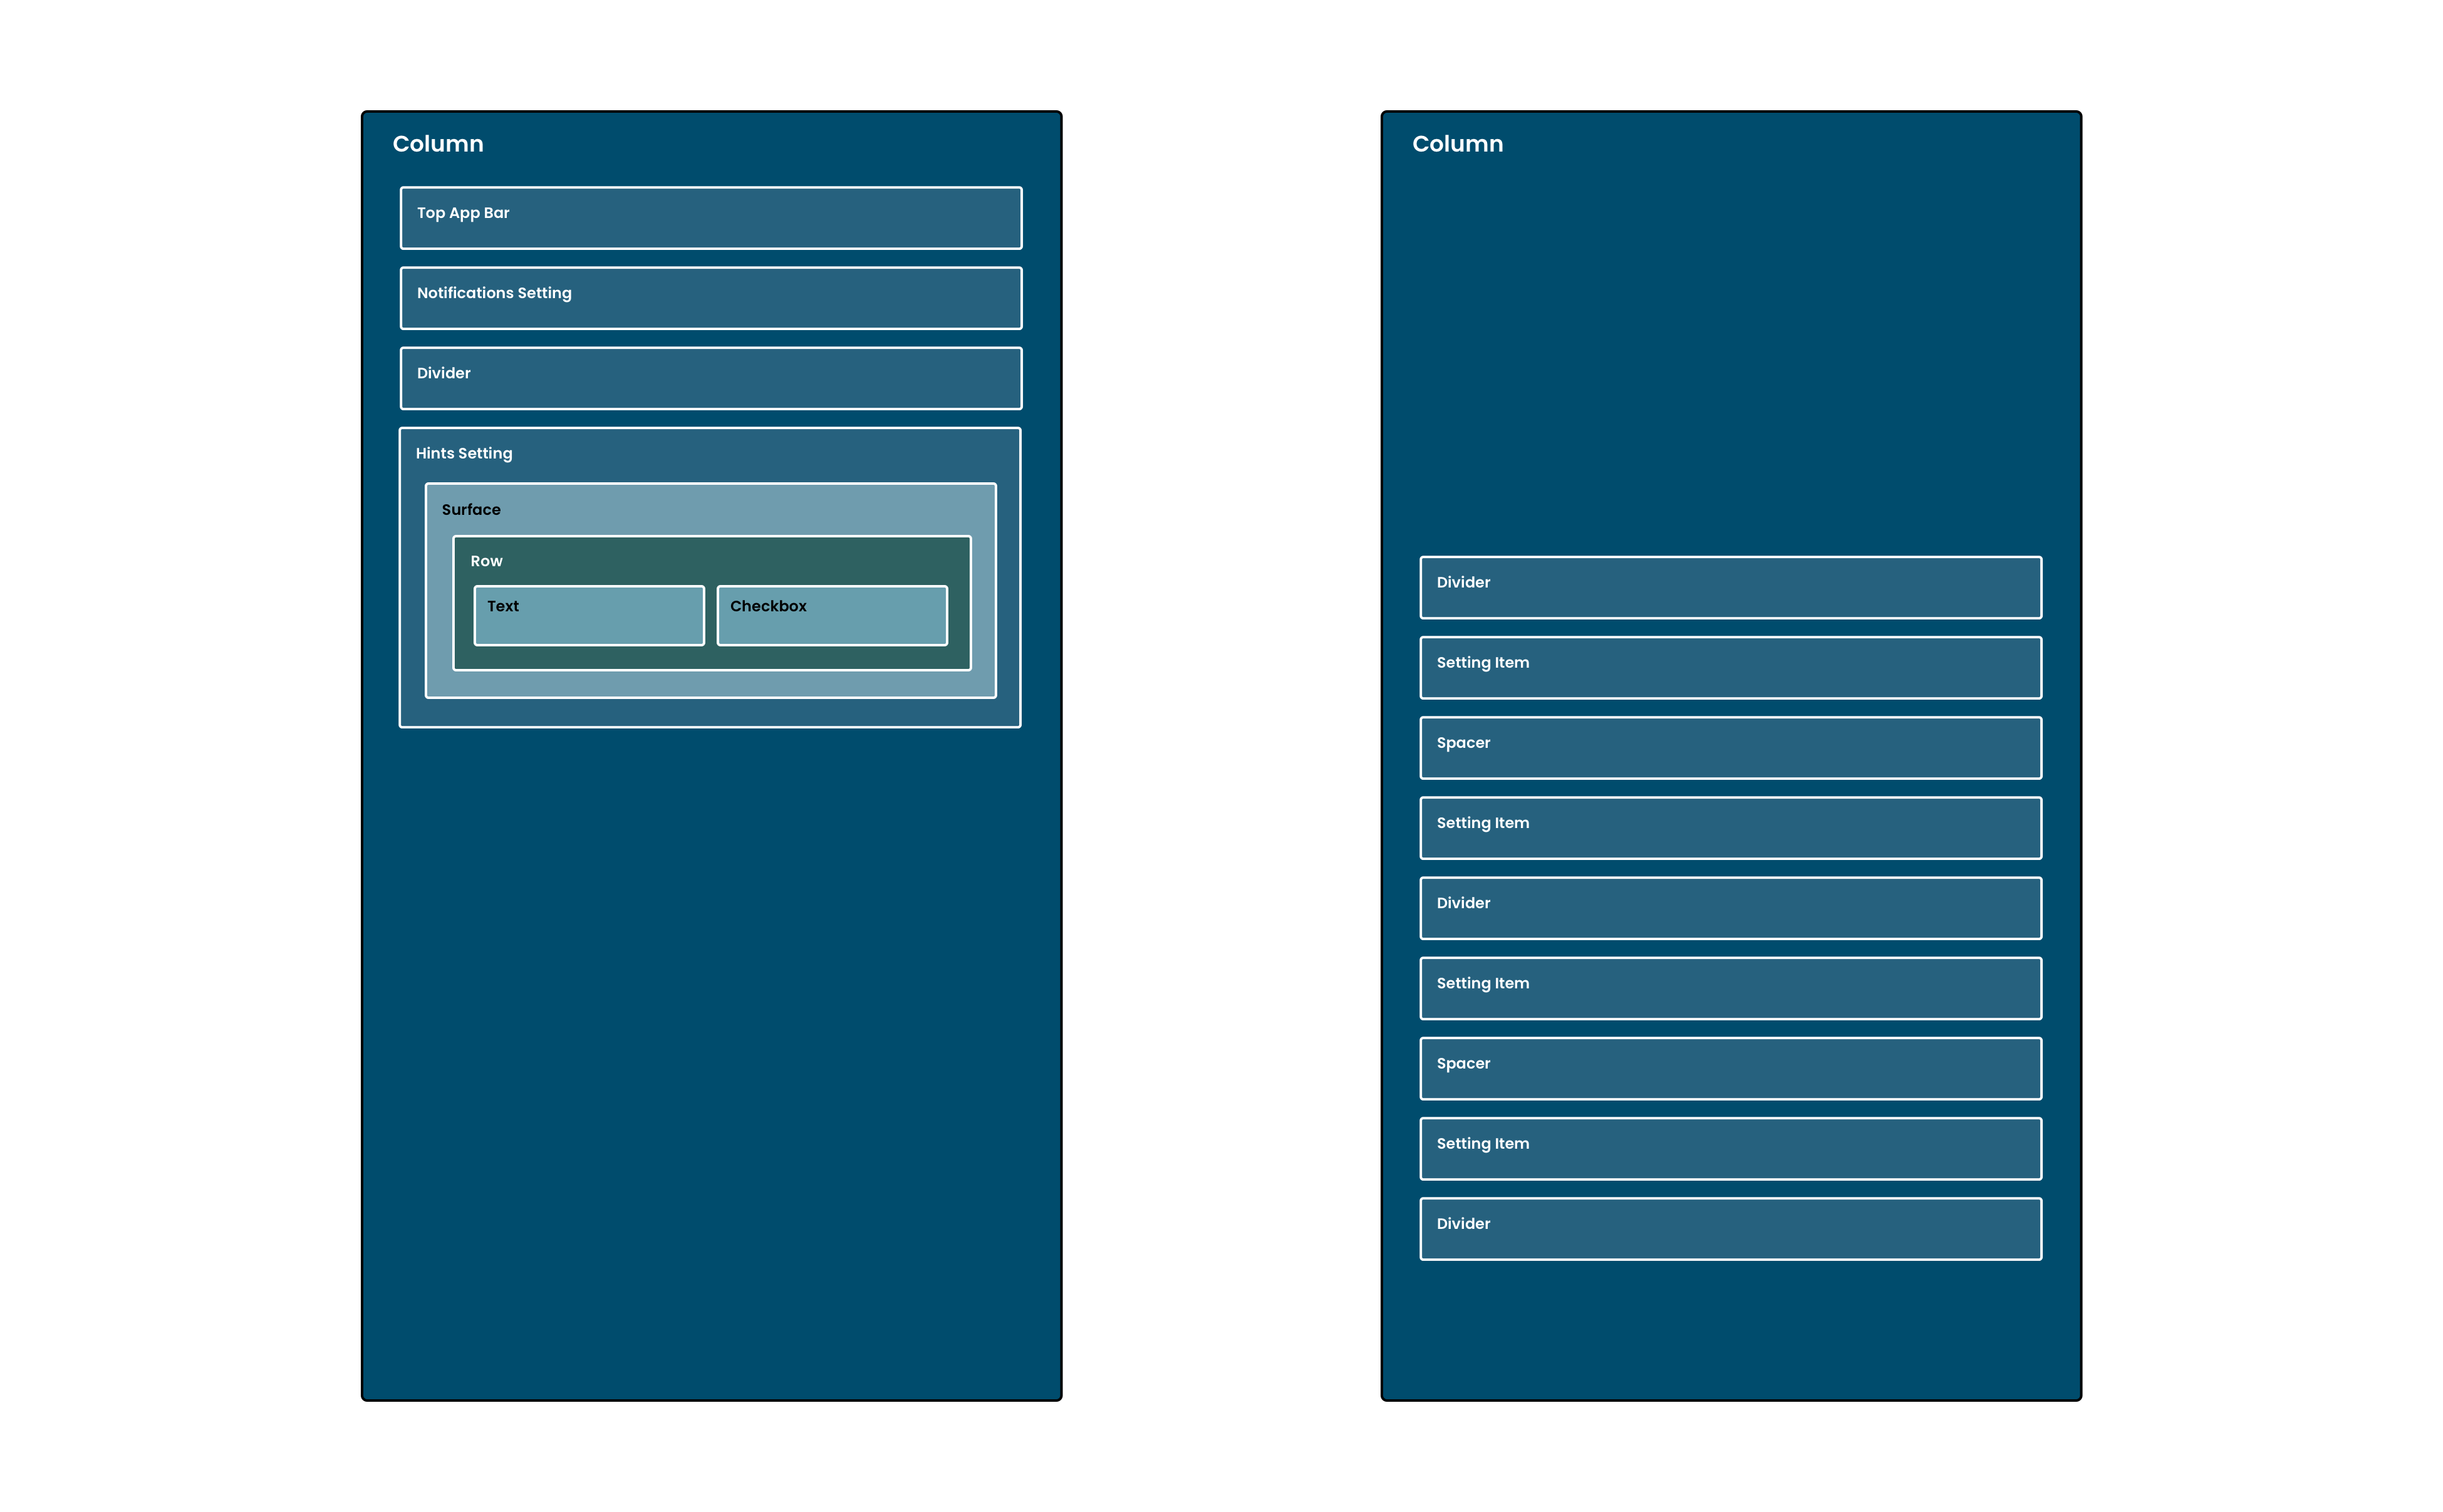 Column
Top App Bar
Notifications Setting
Divider
Hints Setting
Surface
Row
Text
Checkbox
Column
Divider
Setting Item
Spacer
Setting Item
Divider
Setting Item
Spacer
Setting Item
Divider